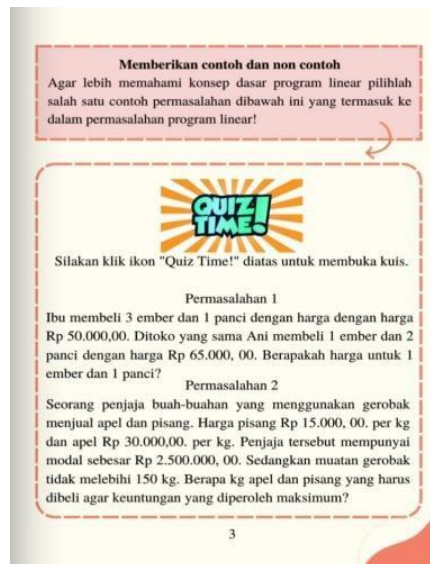 Memberikan contoh dan non contoh
Agar lebih memahami konsep dasar program linear pilihlah
salah satu contoh permasalahan dibawah ini yang termasuk ke
dalam permasalahan program linear!
QUIZ
TIME!
Silakan klik ikon "Quiz Time!" diatas untuk membuka kuis.
Permasalahan 1
Ibu membeli 3 ember dan 1 panci dengan harga dengan harga
Rp 50.000,00. Ditoko yang sama Ani membeli 1 ember dan 2
panci dengan harga Rp 65.000, 00. Berapakah harga untuk 1
ember dan 1 panci?
Permasalahan 2
Seorang penjaja buah-buahan yang menggunakan gerobak
menjual apel dan pisang. Harga pisang Rp 15.000, 00. per kg
dan apel Rp 30.000,00. per kg. Penjaja tersebut mempunyai
modal sebesar Rp 2.500.000, 00. Sedangkan muatan gerobak
tidak melebihi 150 kg. Berapa kg apel dan pisang yang harus
dibeli agar keuntungan yang diperoleh maksimum?
3